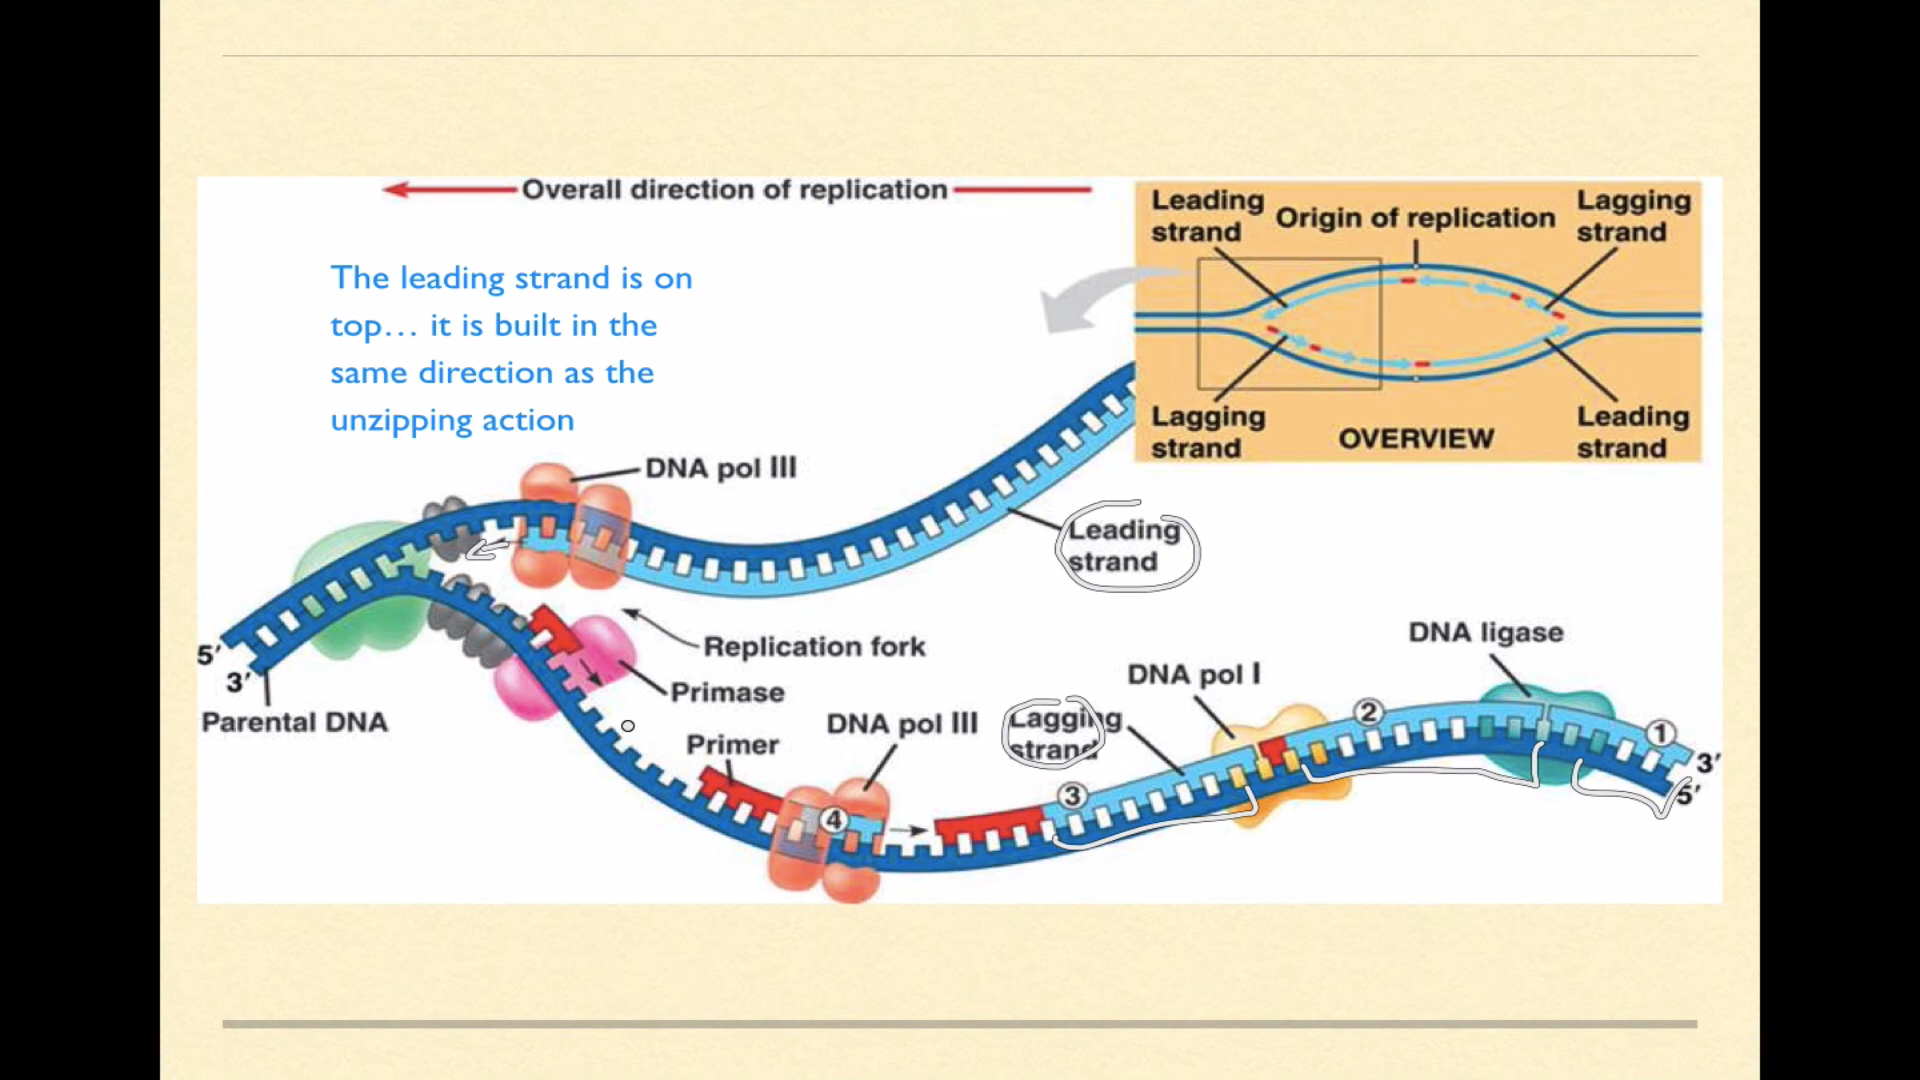 Overall direction of replication
The leading strand is on
top… it is built in the
same direction as the
unzipping action
Leading
strand
Origin of replication
Lagging
strand
Lagging
strand
OVERVIEW
Leading
strand
DNA pol III
Leading
strand
5′
3′
Parental DNA
Replication fork
Primase
Primer
DNA pol III
4
Lagging
strand
3
DNA pol I
2
DNA ligase
1
3′
5′